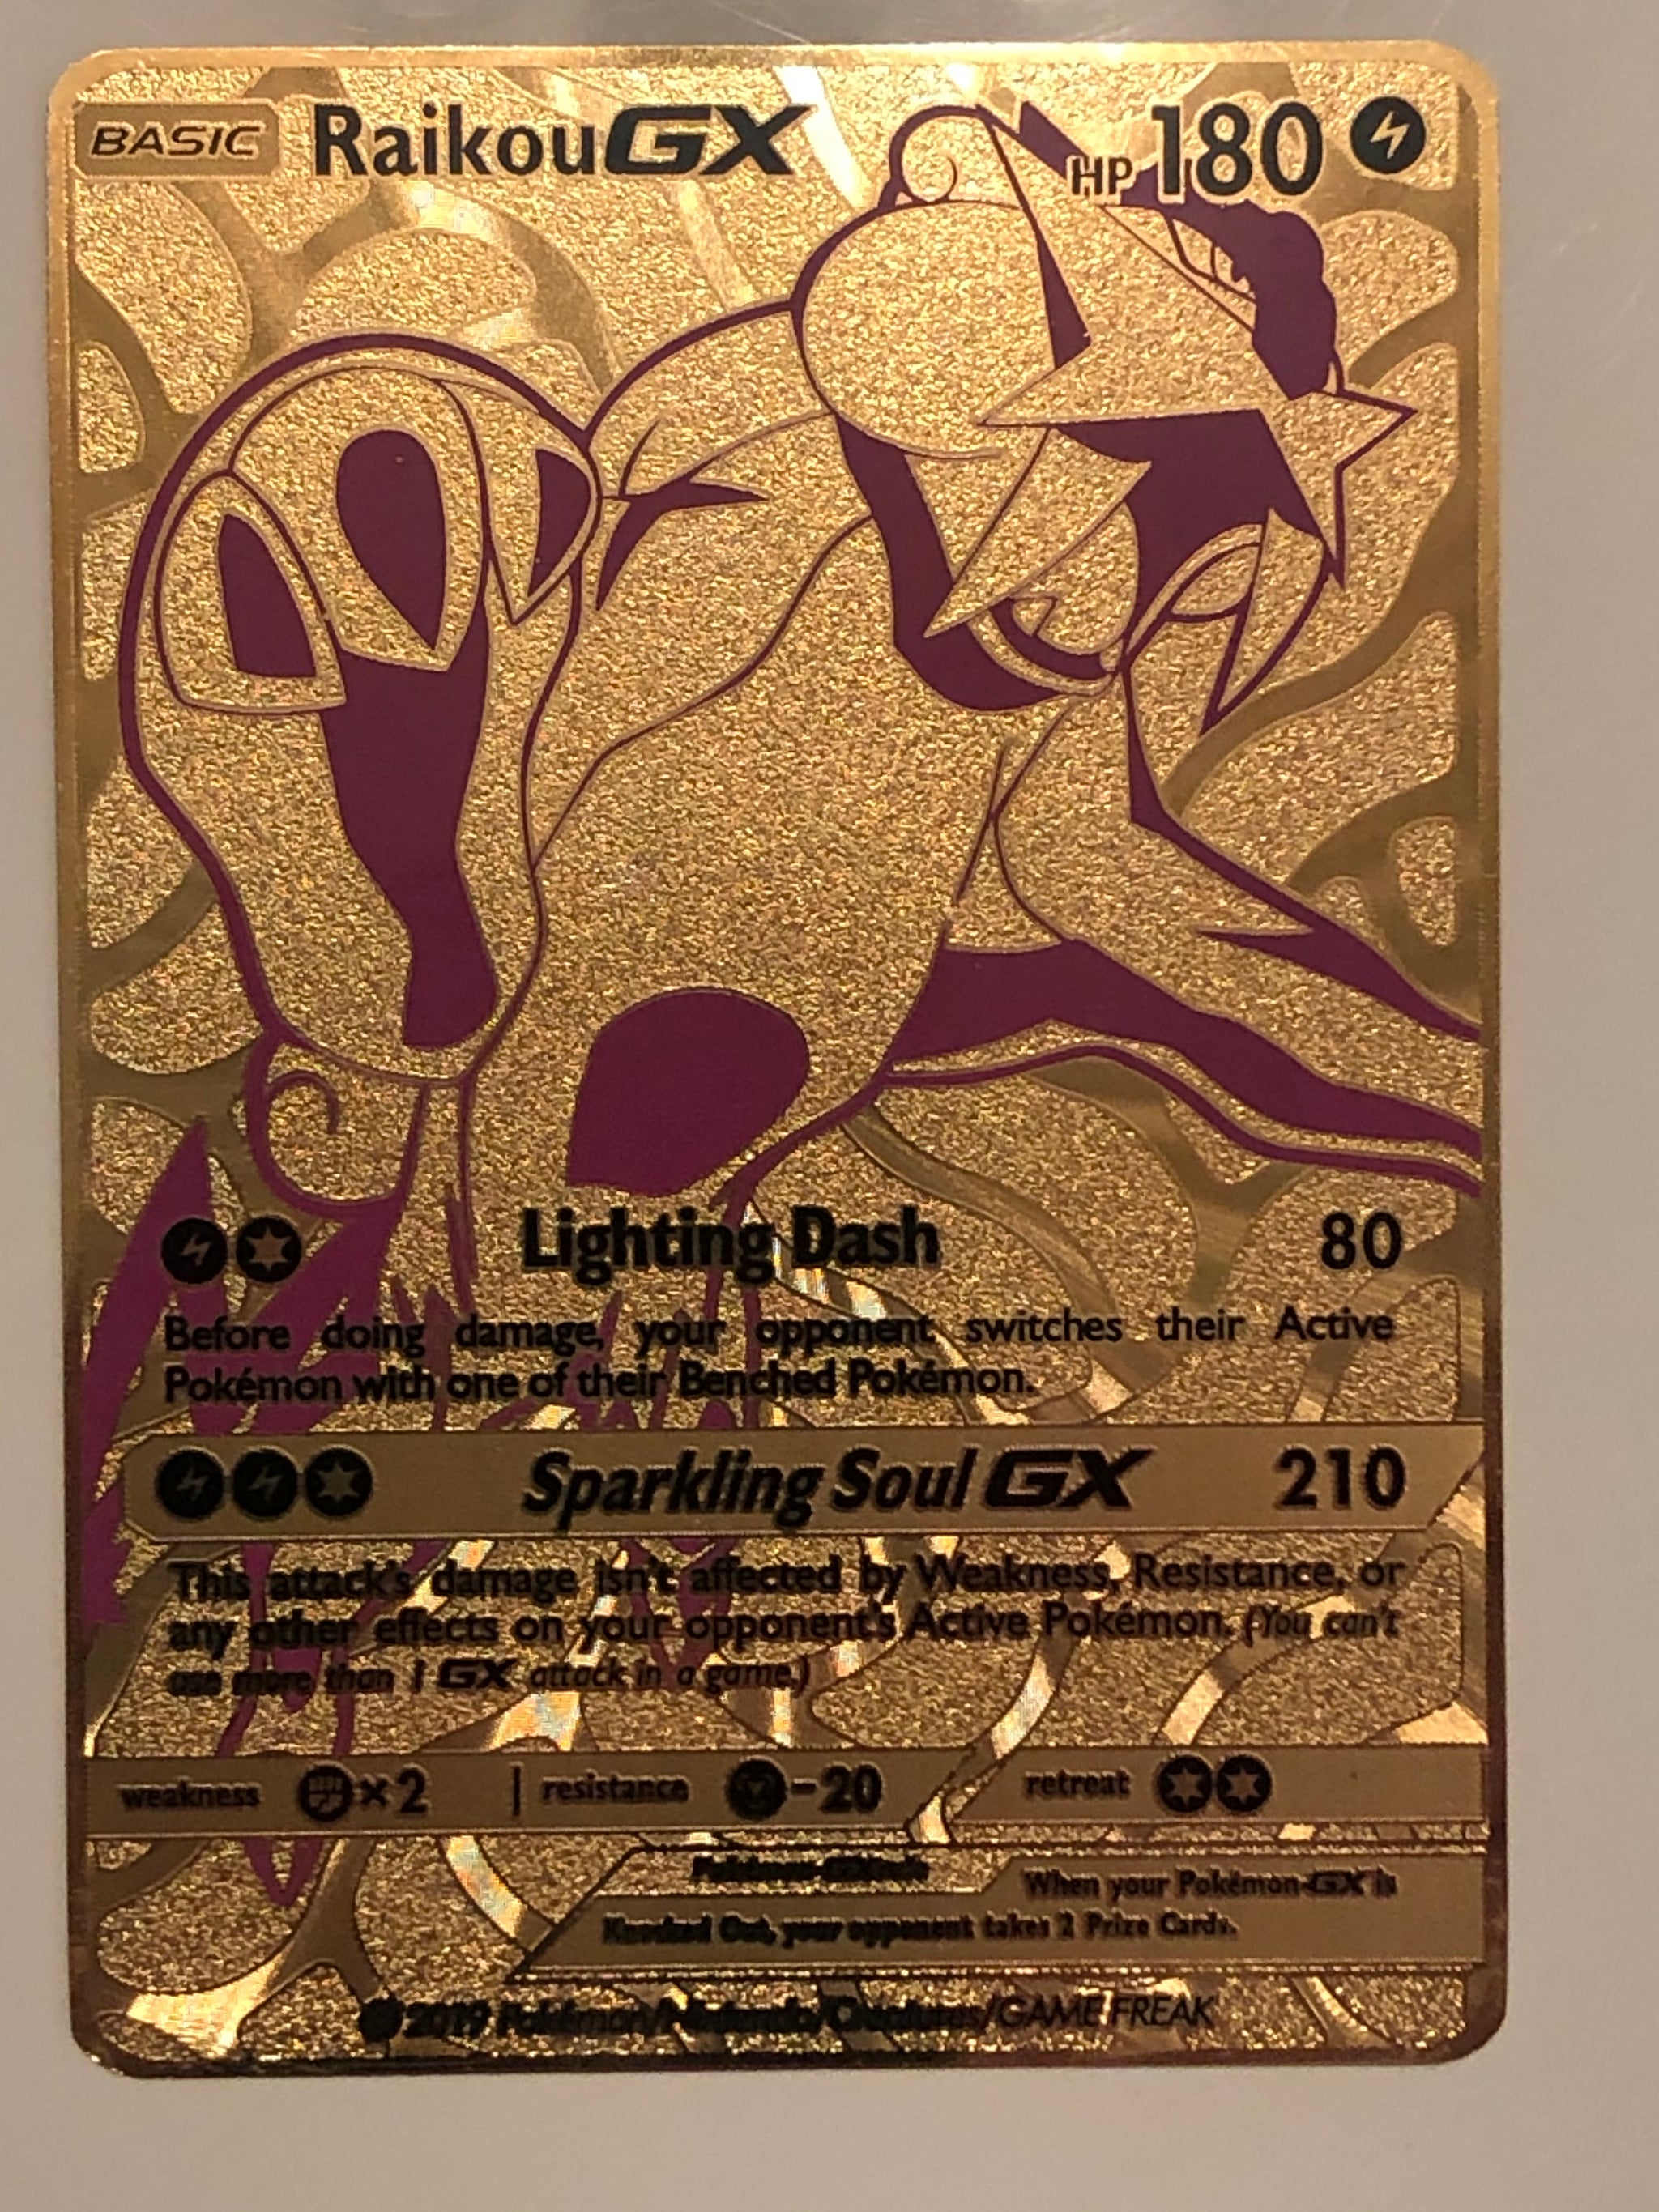 BASIC RaikouGX HP 180
Lighting Dash 80
Before doing damage, your opponent switches their Active
Pokémon with one of their Benched Pokémon.
Sparkling Soul GX 210
This attack's damage isn't affected by Weakness, Resistance, or
any other effects on your opponent's Active Pokémon. (You can't
use more than 1 GX attack in a game.)
weakness ×2 | resistance -20 retreat
Pokémon-GX rule When your Pokémon-GX is
Knocked Out, your opponent takes 2 Prize Cards.
©2019 Pokémon/Nintendo/Creatures/GAME FREAK